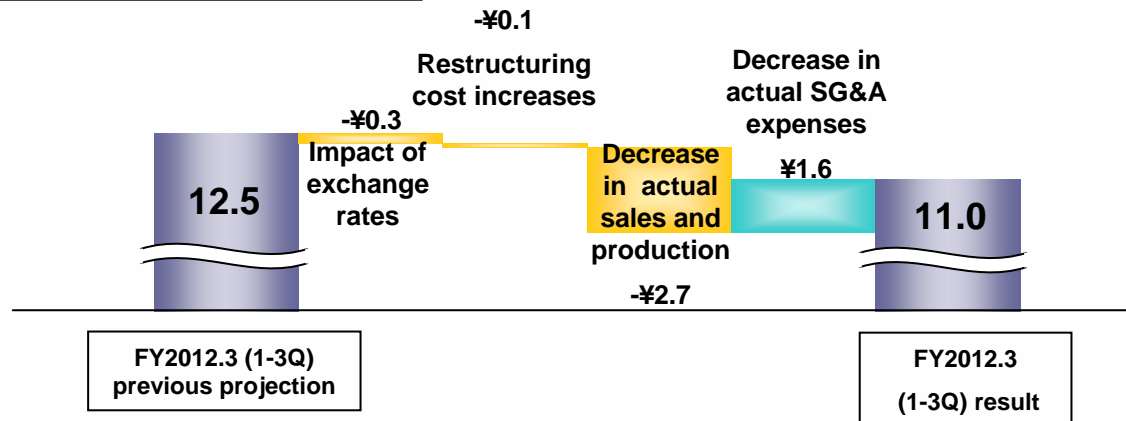 -¥0.1
Restructuring
cost increases
Decrease in
actual SG&A
expenses
-¥0.3
Impact of
exchange
rates
Decrease
in actual
sales and
production
¥1.6
12.5
11.0
-¥2.7
FY2012.3 (1-3Q)
previous projection
FY2012.3
(1-3Q) result